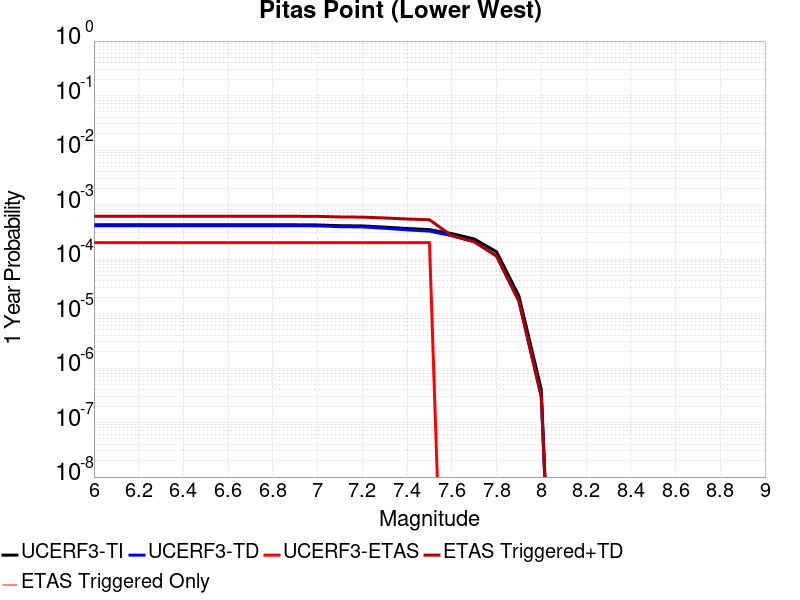 Pitas Point (Lower West)
10^0
10^-1
10^-2
10^-3
10^-4
10^-5
10^-6
10^-7
10^-8
1 Year Probability
6 6.2 6.4 6.6 6.8 7 7.2 7.4 7.6 7.8 8 8.2 8.4 8.6 8.8 9
Magnitude
UCERF3-TI UCERF3-TD UCERF3-ETAS ETAS Triggered+TD
ETAS Triggered Only